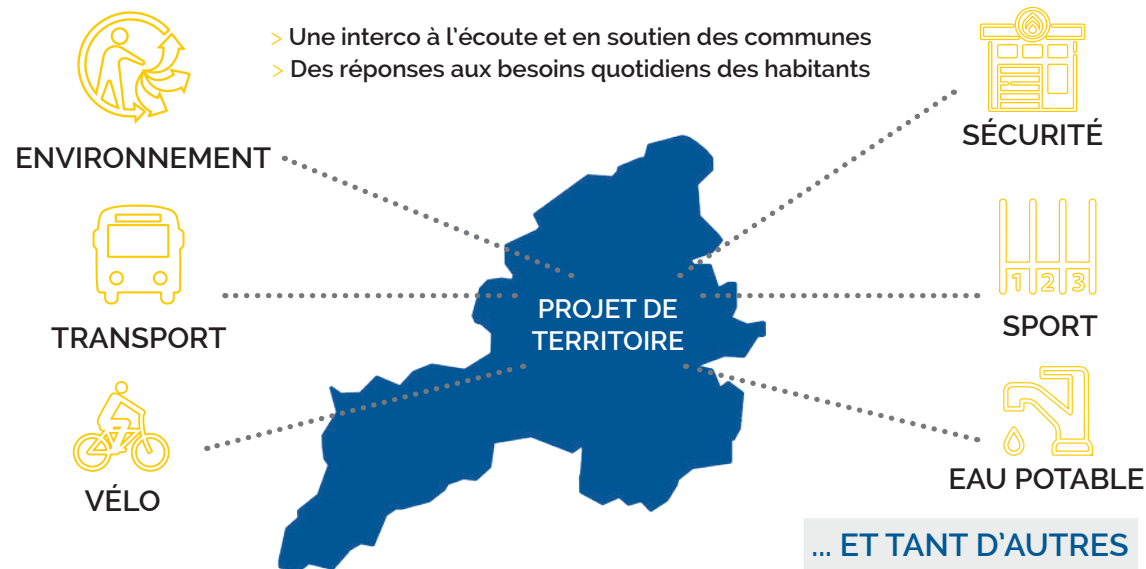 > Une interco à l'écoute et en soutien des communes
> Des réponses aux besoins quotidiens des habitants
ENVIRONNEMENT
SÉCURITÉ
TRANSPORT
PROJET DE
TERRITOIRE
1 2 3
SPORT
VÉLO
EAU POTABLE
... ET TANT D'AUTRES